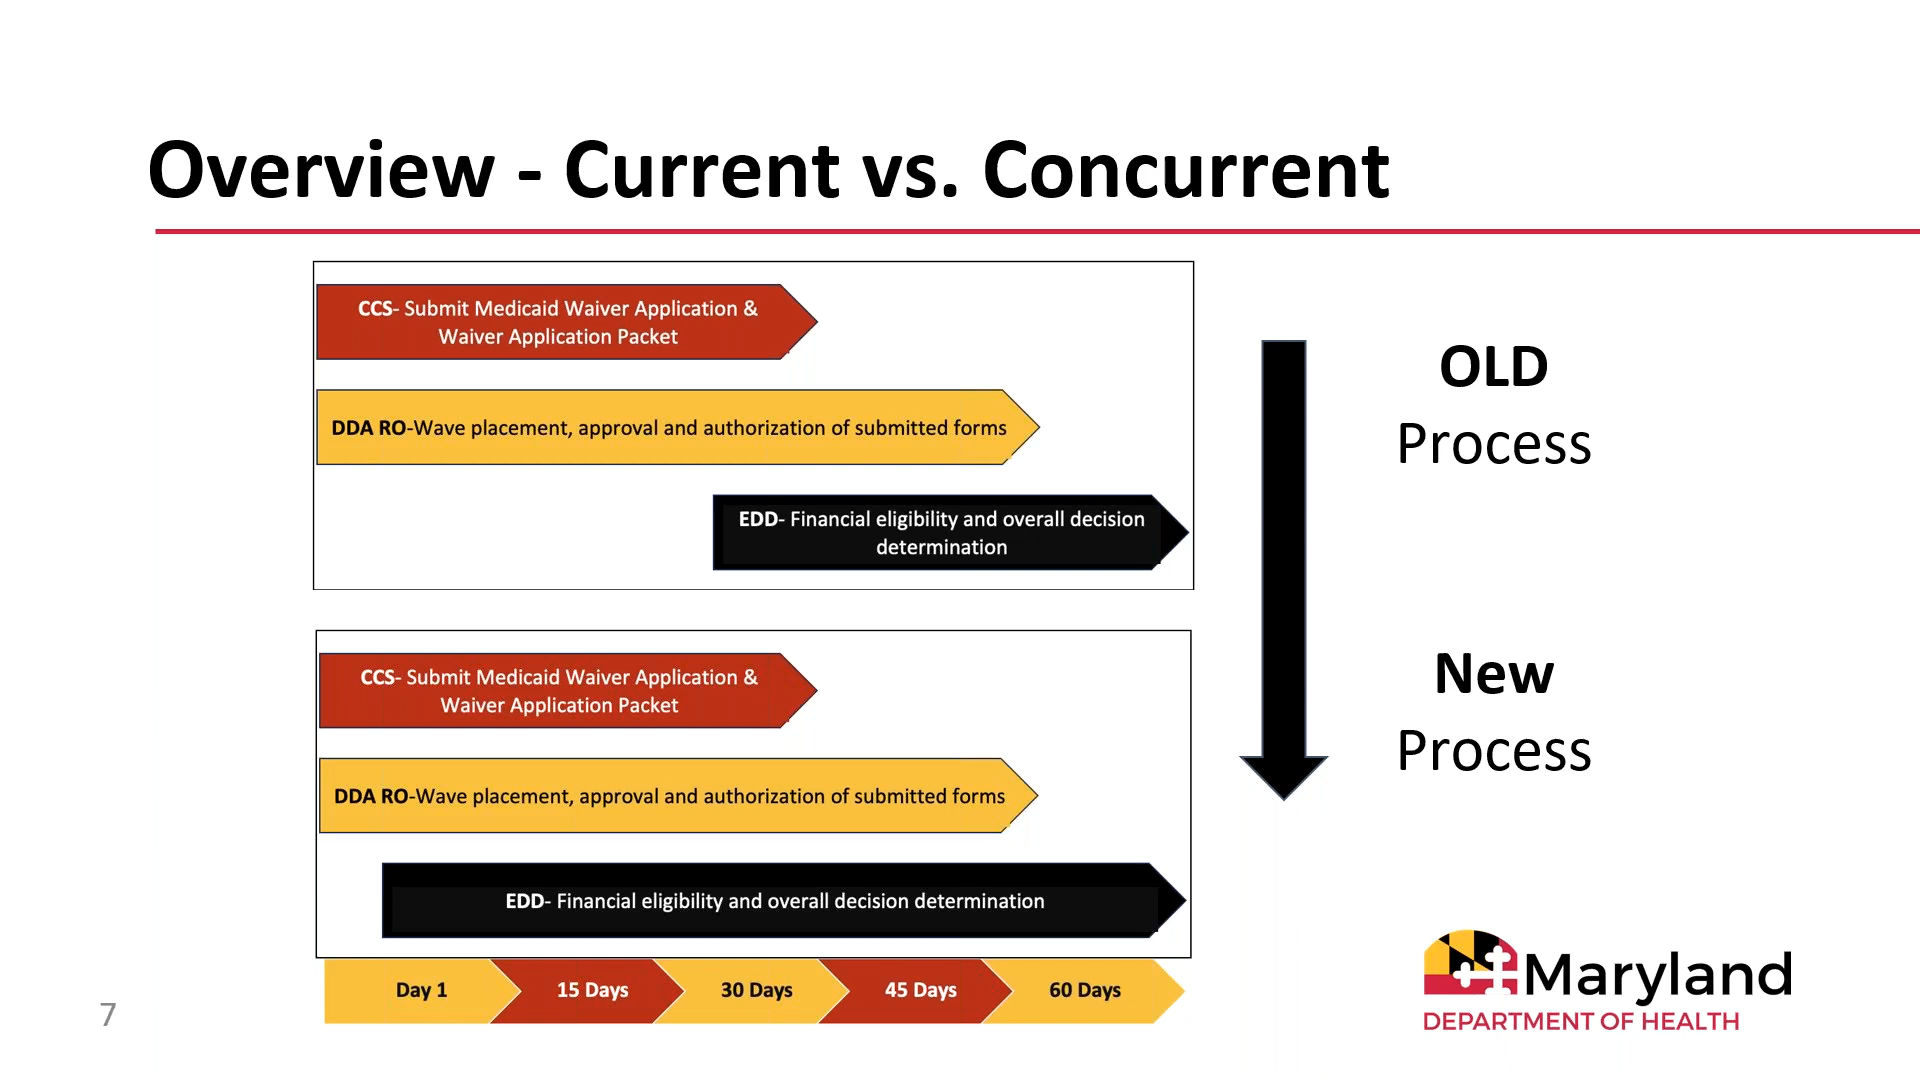 Overview - Current vs. Concurrent
CCS- Submit Medicaid Waiver Application &
Waiver Application Packet
DDA RO-Wave placement, approval and authorization of submitted forms
EDD- Financial eligibility and overall decision
determination
OLD
Process
CCS- Submit Medicaid Waiver Application &
Waiver Application Packet
DDA RO-Wave placement, approval and authorization of submitted forms
EDD- Financial eligibility and overall decision determination
New
Process
Day 1
15 Days
30 Days
45 Days
60 Days
Maryland
DEPARTMENT OF HEALTH
7